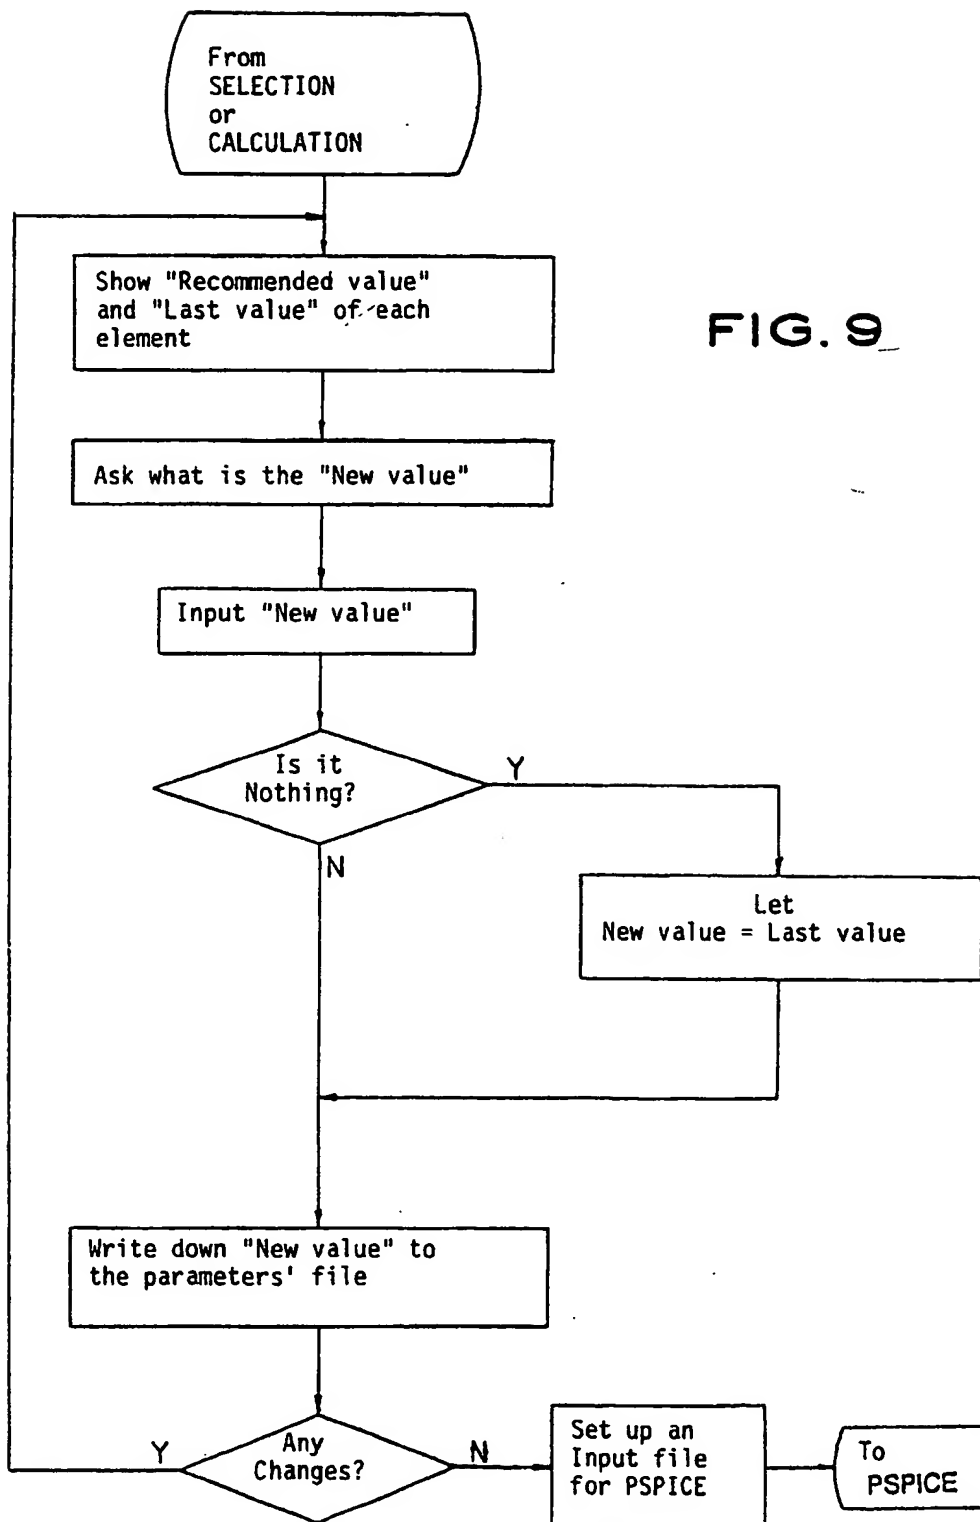 From
SELECTION
or
CALCULATION
Show "Recommended value"
and "Last value" of each
element
FIG. 9
Ask what is the "New value"
Input "New value"
Is it
Nothing?
Y
N
Let
New value = Last value
Write down "New value" to
the parameters' file
Any
Changes?
Y
N
Set up an
Input file
for PSPICE
To
PSPICE